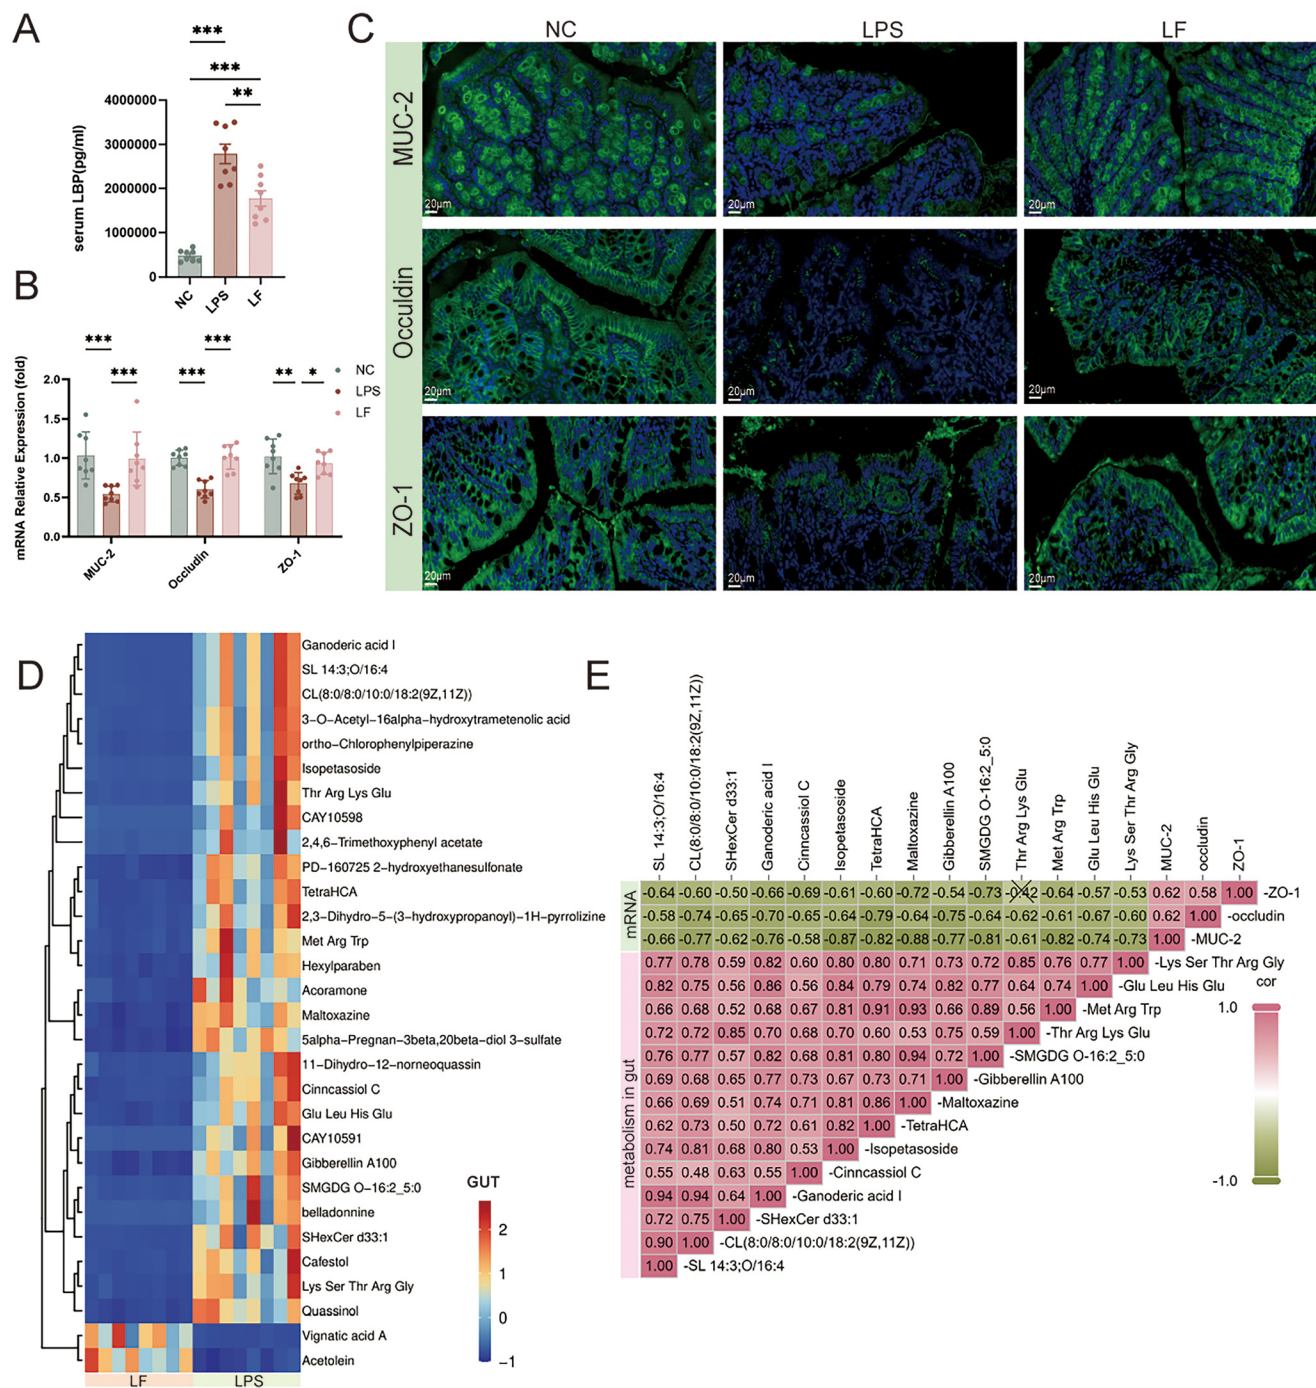 A
***
***
**
4000000
3000000
2000000
1000000
0
serum LBP(pg/ml)
NC
LPS
LF
B
***
***
***
***
**
*
NC
LPS
LF
2.0
1.5
1.0
0.5
0.0
mRNA Relative Expression (fold)
MUC-2
Occludin
ZO-1
C
NC
LPS
LF
MUC-2
20μm
20μm
20μm
Occuldin
20μm
20μm
20μm
ZO-1
20μm
20μm
20μm
D
Ganoderic acid I
SL 14:3;O/16:4
CL(8:0/8:0/10:0/18:2(9Z,11Z))
3-O-Acetyl-16alpha-hydroxytrametenolic acid
ortho-Chlorophenylpiperazine
Isopetasoside
Thr Arg Lys Glu
CAY10598
2,4,6-Trimethoxyphenyl acetate
PD-160725 2-hydroxyethanesulfonate
TetraHCA
2,3-Dihydro-5-(3-hydroxypropanoyl)-1H-pyrrolizine
Met Arg Trp
Hexylparaben
Acoramone
Maltoxazine
5alpha-Pregnan-3beta,20beta-diol 3-sulfate
11-Dihydro-12-norneoquassin
Cinncassiol C
Glu Leu His Glu
CAY10591
Gibberellin A100
SMGDG O-16:2_5:0
belladonnine
SHexCer d33:1
Cafestol
Lys Ser Thr Arg Gly
Quassinol
Vignatic acid A
Acetolein
LF
LPS
GUT
2
1
0
-1
E
SL 14:3;O/16:4
CL(8:0/8:0/10:0/18:2(9Z,11Z))
SHexCer d33:1
Ganoderic acid I
Cinncassiol C
Isopetasoside
TetraHCA
Maltoxazine
Gibberellin A100
SMGDG O-16:2_5:0
Thr Arg Lys Glu
Met Arg Trp
Glu Leu His Glu
Lys Ser Thr Arg Gly
MUC-2
occludin
ZO-1
mRNA
metabolism in gut
-0.64 -0.60 -0.50 -0.66 -0.69 -0.61 -0.60 -0.72 -0.54 -0.73 -0.42 -0.64 -0.57 -0.53 0.62 0.58 1.00 -ZO-1
-0.58 -0.74 -0.65 -0.70 -0.65 -0.64 -0.79 -0.64 -0.75 -0.64 -0.62 -0.61 -0.67 -0.60 0.62 1.00 -occludin
-0.66 -0.77 -0.62 -0.76 -0.58 -0.87 -0.82 -0.88 -0.77 -0.81 -0.61 -0.82 -0.74 -0.73 1.00 -MUC-2
0.77 0.78 0.59 0.82 0.60 0.80 0.80 0.71 0.73 0.72 0.85 0.76 0.77 1.00 -Lys Ser Thr Arg Gly
0.82 0.75 0.56 0.86 0.56 0.84 0.79 0.74 0.82 0.77 0.64 0.74 1.00 -Glu Leu His Glu
0.66 0.68 0.52 0.68 0.67 0.81 0.91 0.93 0.66 0.89 0.56 1.00 -Met Arg Trp
0.72 0.72 0.85 0.70 0.68 0.70 0.60 0.53 0.75 0.59 1.00 -Thr Arg Lys Glu
0.76 0.77 0.57 0.82 0.68 0.81 0.80 0.94 0.72 1.00 -SMGDG O-16:2_5:0
0.69 0.68 0.65 0.77 0.73 0.67 0.73 0.71 1.00 -Gibberellin A100
0.66 0.69 0.51 0.74 0.71 0.81 0.86 1.00 -Maltoxazine
0.62 0.73 0.50 0.72 0.61 0.82 1.00 -TetraHCA
0.74 0.81 0.68 0.80 0.53 1.00 -Isopetasoside
0.55 0.48 0.63 0.55 1.00 -Cinncassiol C
0.94 0.94 0.64 1.00 -Ganoderic acid I
0.72 0.75 1.00 -SHexCer d33:1
0.90 1.00 -CL(8:0/8:0/10:0/18:2(9Z,11Z))
1.00 -SL 14:3;O/16:4
cor
1.0
-1.0